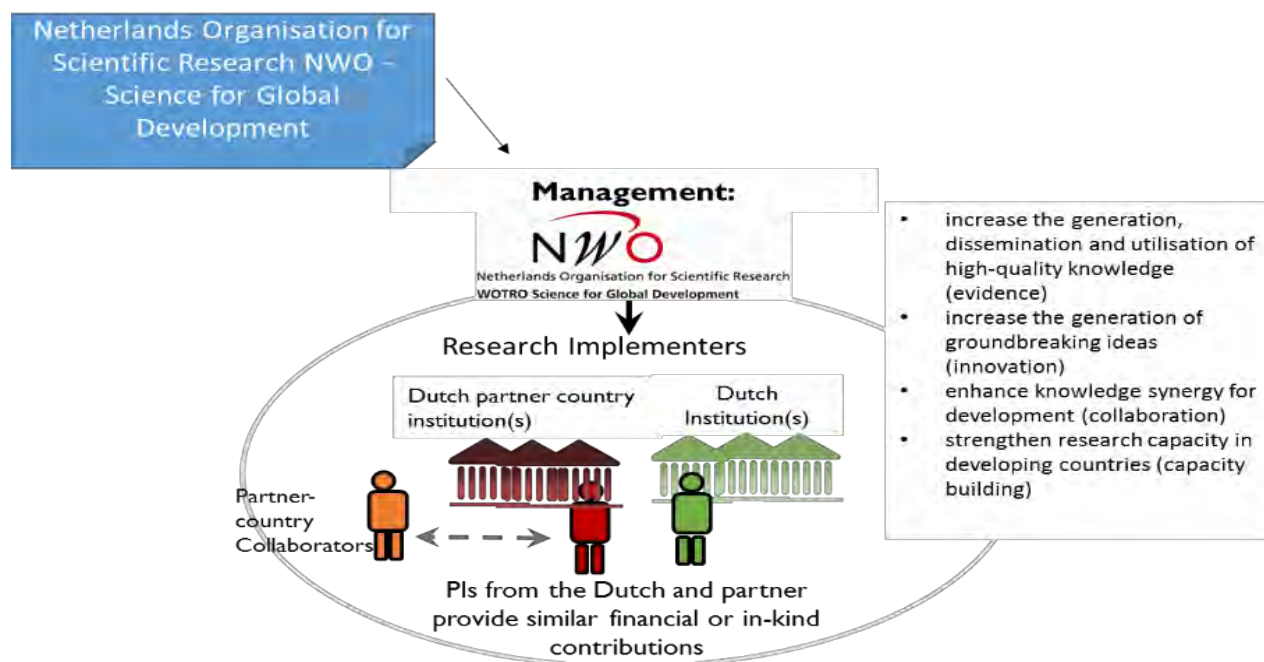 Netherlands Organisation for
Scientific Research NWO –
Science for Global
Development
Management:
NWO
Netherlands Organisation for Scientific Research
WOTRO Science for Global Development
• increase the generation,
dissemination and utilisation of
high-quality knowledge
(evidence)
• increase the generation of
groundbreaking ideas
(innovation)
• enhance knowledge synergy for
development (collaboration)
• strengthen research capacity in
developing countries (capacity
building)
Research Implementers
Dutch partner country
institution(s)
Dutch
Institution(s)
Partner-
country
Collaborators
PIs from the Dutch and partner
provide similar financial or in-kind
contributions